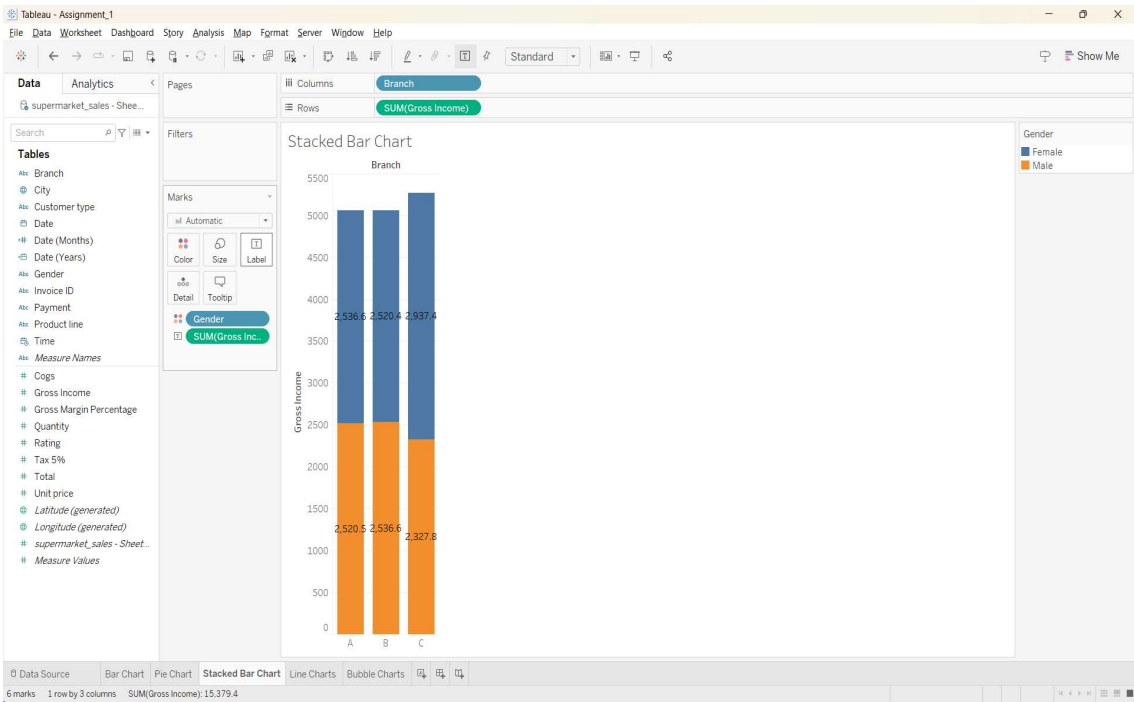 Tableau - Assignment_1
File Data Worksheet Dashboard Story Analysis Map Format Server Window Help
Standard
Show Me
Data Analytics
supermarket_sales - Shee...
Search
Tables
Abc Branch
City
Abc Customer type
Date
Date (Months)
Date (Years)
Abc Gender
Abc Invoice ID
Abc Payment
Abc Product line
Time
Abc Measure Names
# Cogs
# Gross Income
# Gross Margin Percentage
# Quantity
# Rating
# Tax 5%
# Total
# Unit price
Latitude (generated)
Longitude (generated)
# supermarket_sales - Sheet...
# Measure Values
Pages
Filters
Marks
Automatic
Color Size Label
Detail Tooltip
Gender
SUM(Gross Inc..
Columns Branch
Rows SUM(Gross Income)
Stacked Bar Chart
Branch
Gross Income
5500
5000
4500
4000
3500
3000
2500
2000
1500
1000
500
0
2,536.6 2,520.4 2,937.4
2,520.5 2,536.6 2,327.8
A B C
Gender
Female
Male
Data Source Bar Chart Pie Chart Stacked Bar Chart Line Charts Bubble Charts
6 marks 1 row by 3 columns SUM(Gross Income): 15.379.4